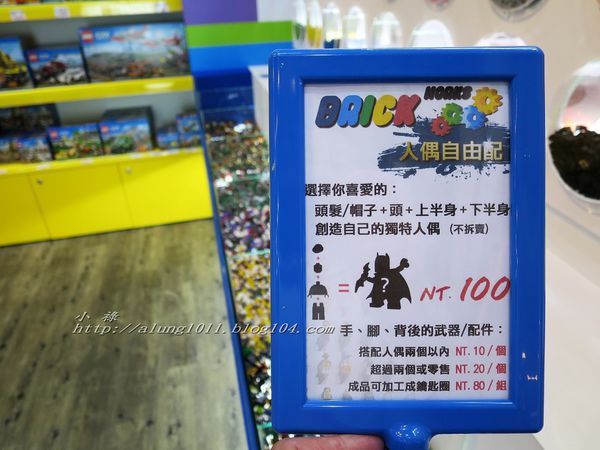 BRICK WORKS
人偶自由配
選擇你喜愛的：
頭髮/帽子+頭+上半身+下半身
創造自己的獨特人偶 (不拆賣)
= NT. 100
手、腳、背後的武器/配件：
搭配人偶兩個以內 NT.10/個
超過兩個或零售 NT.20/個
成品可加工成鑰匙圈 NT.80/組
小祿
http://alung1011.blog104.com/
CITY